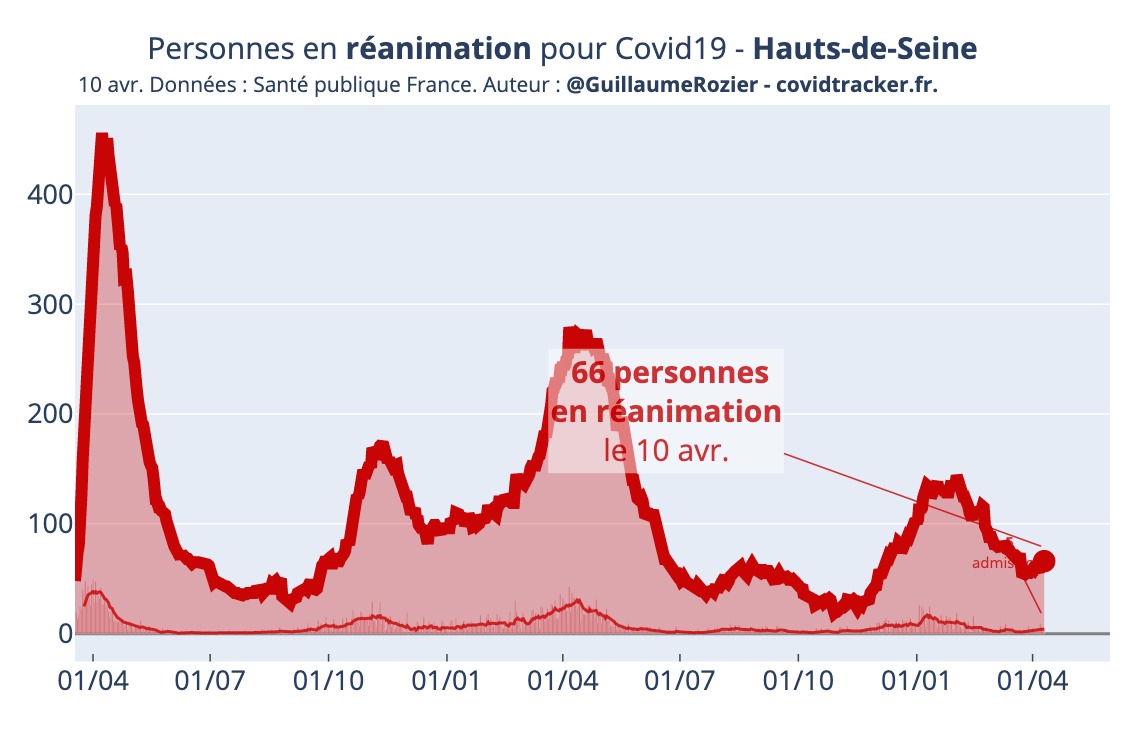 Personnes en réanimation pour Covid19 - Hauts-de-Seine
10 avr. Données : Santé publique France. Auteur : @GuillaumeRozier - covidtracker.fr.
400
300
200
100
0
66 personnes
en réanimation
le 10 avr.
01/04 01/07 01/10 01/01 01/04 01/07 01/10 01/01 01/04